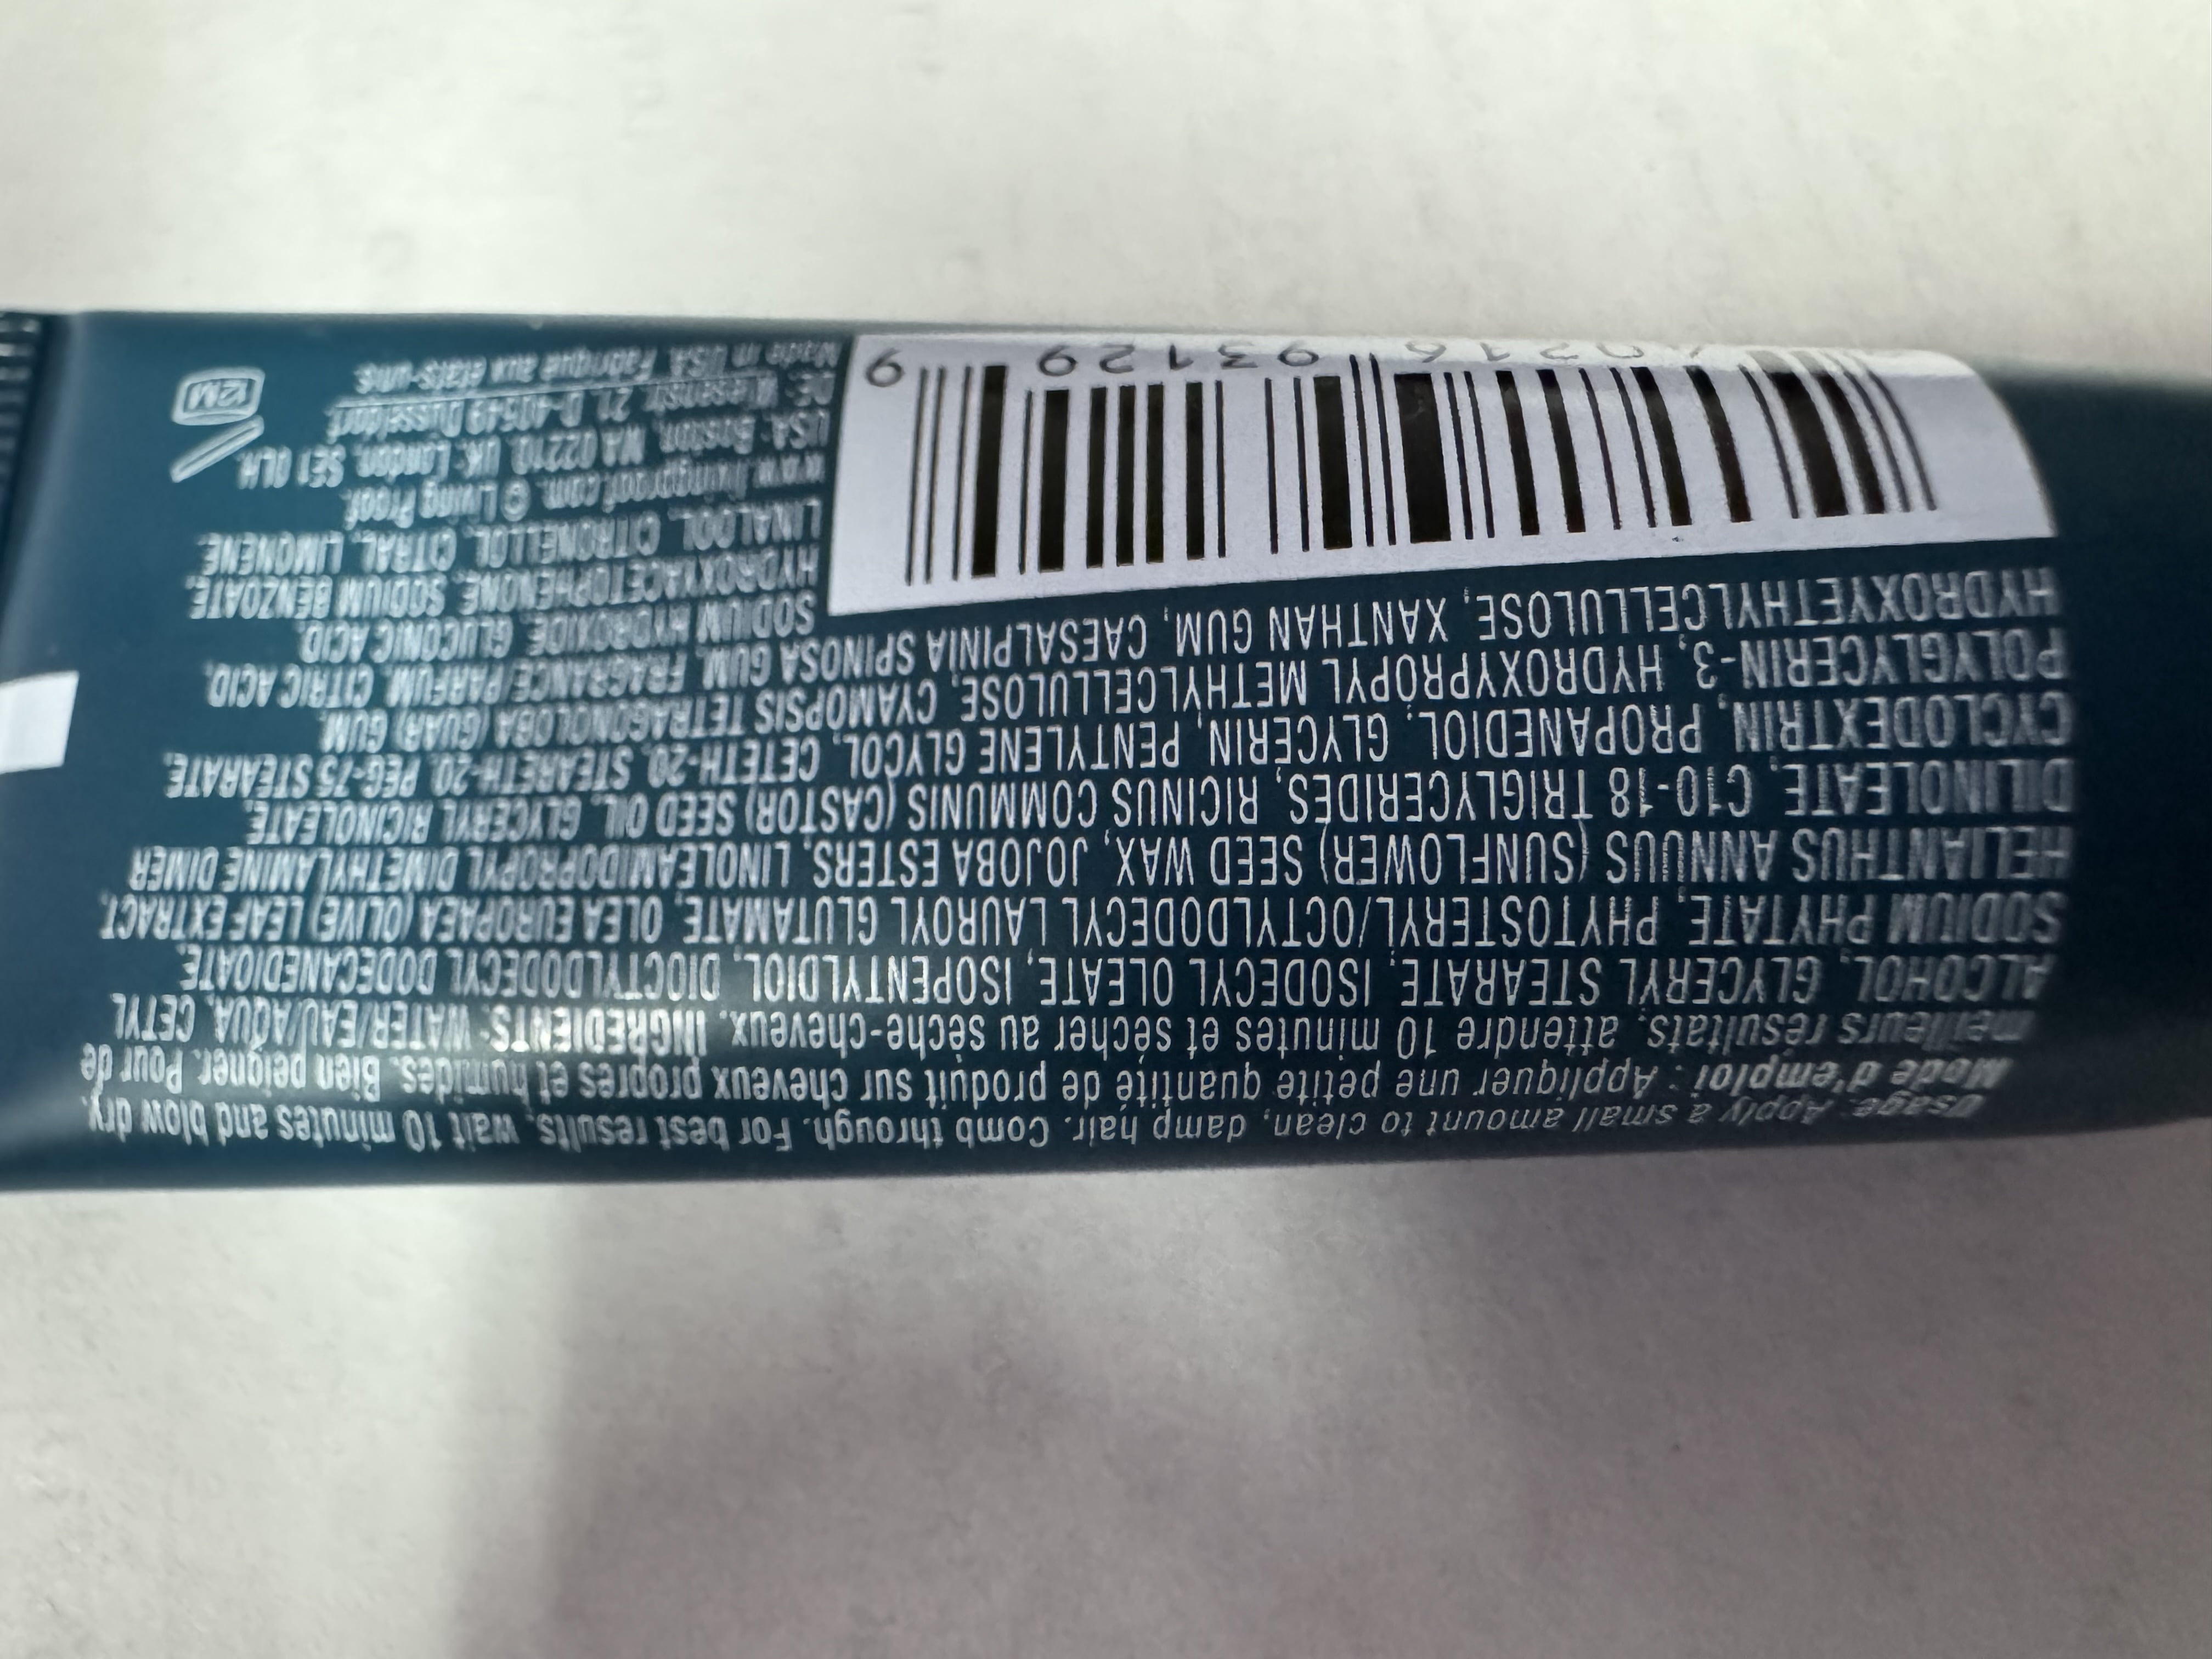 Usage: Apply a small amount to clean, damp hair. Comb through. For best results, wait 10 minutes and blow dry.
Mode d'emploi : Appliquer une petite quantité de produit sur cheveux propres et humides. Bien peigner. Pour de
meilleurs résultats, attendre 10 minutes et sécher au sèche-cheveux. INGREDIENTS: WATER/EAU/AQUA, CETYL
ALCOHOL, GLYCERYL STEARATE, ISODECYL OLEATE, ISOPENTYLDIOL, DIOCTYLDODECYL DODECANEDIOATE,
SODIUM PHYTATE, PHYTOSTERYL/OCTYLDODECYL LAUROYL GLUTAMATE, OLEA EUROPAEA (OLIVE) LEAF EXTRACT,
HELIANTHUS ANNUUS (SUNFLOWER) SEED WAX, JOJOBA ESTERS, LINOLEAMIDOPROPYL DIMETHYLAMINE DIMER
DILINOLEATE, C10-18 TRIGLYCERIDES, RICINUS COMMUNIS (CASTOR) SEED OIL, GLYCERYL RICINOLEATE,
CYCLODEXTRIN, PROPANEDIOL, GLYCERIN, PENTYLENE GLYCOL, CETETH-20, STEARETH-20, PEG-75 STEARATE,
POLYGLYCERIN-3, HYDROXYPROPYL METHYLCELLULOSE, CYAMOPSIS TETRAGONOLOBA (GUAR) GUM,
HYDROXYETHYLCELLULOSE, XANTHAN GUM, CAESALPINIA SPINOSA GUM, FRAGRANCE/PARFUM, CITRIC ACID,
SODIUM HYDROXIDE, GLUCONIC ACID,
HYDROXYACETOPHENONE, SODIUM BENZOATE,
LINALOOL, CITRONELLOL, CITRAL, LIMONENE.
www.livingproof.com. © Living Proof.
USA: Boston, MA 02210. UK: London, SE1 0LH.
DE: Wiesenstr. 21, D-40549 Düsseldorf.
Made in USA. Fabriqué aux états-unis.
12M
93129 9